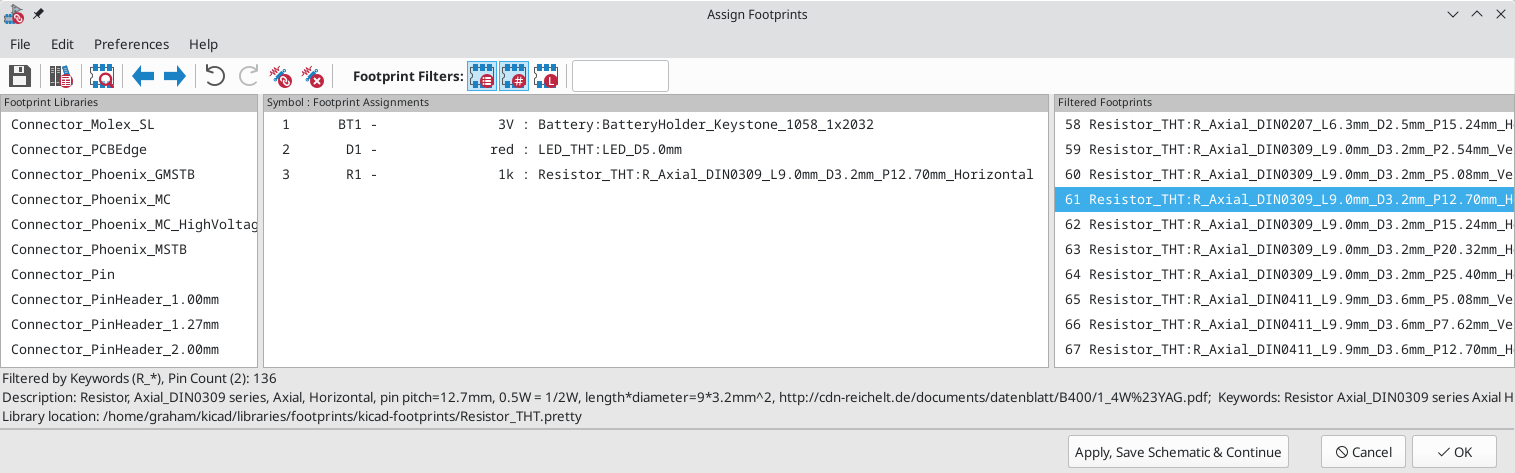 Assign Footprints
File Edit Preferences Help
Footprint Filters:
Footprint Libraries
Connector_Molex_SL
Connector_PCBEdge
Connector_Phoenix_GMSTB
Connector_Phoenix_MC
Connector_Phoenix_MC_HighVoltag
Connector_Phoenix_MSTB
Connector_Pin
Connector_PinHeader_1.00mm
Connector_PinHeader_1.27mm
Connector_PinHeader_2.00mm
Symbol : Footprint Assignments
1 BT1 - 3V : Battery:BatteryHolder_Keystone_1058_1x2032
2 D1 - red : LED_THT:LED_D5.0mm
3 R1 - 1k : Resistor_THT:R_Axial_DIN0309_L9.0mm_D3.2mm_P12.70mm_Horizontal
Filtered Footprints
58 Resistor_THT:R_Axial_DIN0207_L6.3mm_D2.5mm_P15.24mm_H
59 Resistor_THT:R_Axial_DIN0309_L9.0mm_D3.2mm_P2.54mm_Ve
60 Resistor_THT:R_Axial_DIN0309_L9.0mm_D3.2mm_P5.08mm_Ve
61 Resistor_THT:R_Axial_DIN0309_L9.0mm_D3.2mm_P12.70mm_H
62 Resistor_THT:R_Axial_DIN0309_L9.0mm_D3.2mm_P15.24mm_H
63 Resistor_THT:R_Axial_DIN0309_L9.0mm_D3.2mm_P20.32mm_H
64 Resistor_THT:R_Axial_DIN0309_L9.0mm_D3.2mm_P25.40mm_H
65 Resistor_THT:R_Axial_DIN0411_L9.9mm_D3.6mm_P5.08mm_Ve
66 Resistor_THT:R_Axial_DIN0411_L9.9mm_D3.6mm_P7.62mm_Ve
67 Resistor_THT:R_Axial_DIN0411_L9.9mm_D3.6mm_P12.70mm_H
Filtered by Keywords (R_*), Pin Count (2): 136
Description: Resistor, Axial_DIN0309 series, Axial, Horizontal, pin pitch=12.7mm, 0.5W = 1/2W, length*diameter=9*3.2mm^2, http://cdn-reichelt.de/documents/datenblatt/B400/1_4W%23YAG.pdf; Keywords: Resistor Axial_DIN0309 series Axial H
Library location: /home/graham/kicad/libraries/footprints/kicad-footprints/Resistor_THT.pretty
Apply, Save Schematic & Continue Cancel OK